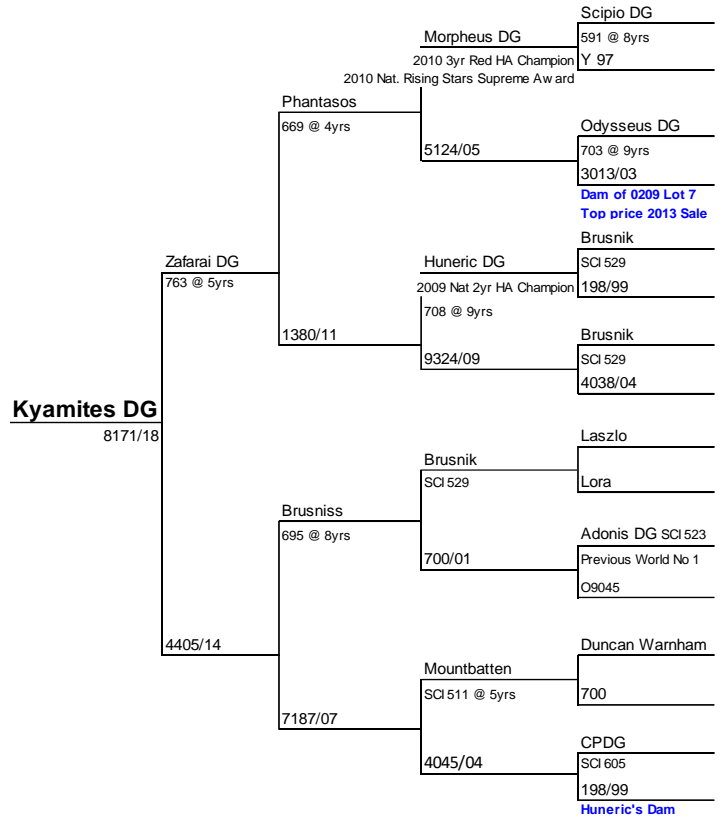 Scipio DG
Morpheus DG
591 @ 8yrs
2010 3yr Red HA Champion
Y 97
2010 Nat. Rising Stars Supreme Award
Phantasos
669 @ 4yrs
Odysseus DG
5124/05
703 @ 9yrs
3013/03
Dam of 0209 Lot 7
Top price 2013 Sale
Brusnik
Zafarai DG
Huneric DG
SCI 529
763 @ 5yrs
2009 Nat 2yr HA Champion
198/99
708 @ 9yrs
1380/11
Brusnik
9324/09
SCI 529
4038/04
Kyamites DG
8171/18
Laszlo
Brusnik
SCI 529
Lora
Brusniss
695 @ 8yrs
Adonis DG SCI 523
700/01
Previous World No 1
O9045
4405/14
Duncan Warnham
Mountbatten
SCI 511 @ 5yrs
700
7187/07
CPDG
4045/04
SCI 605
198/99
Huneric's Dam